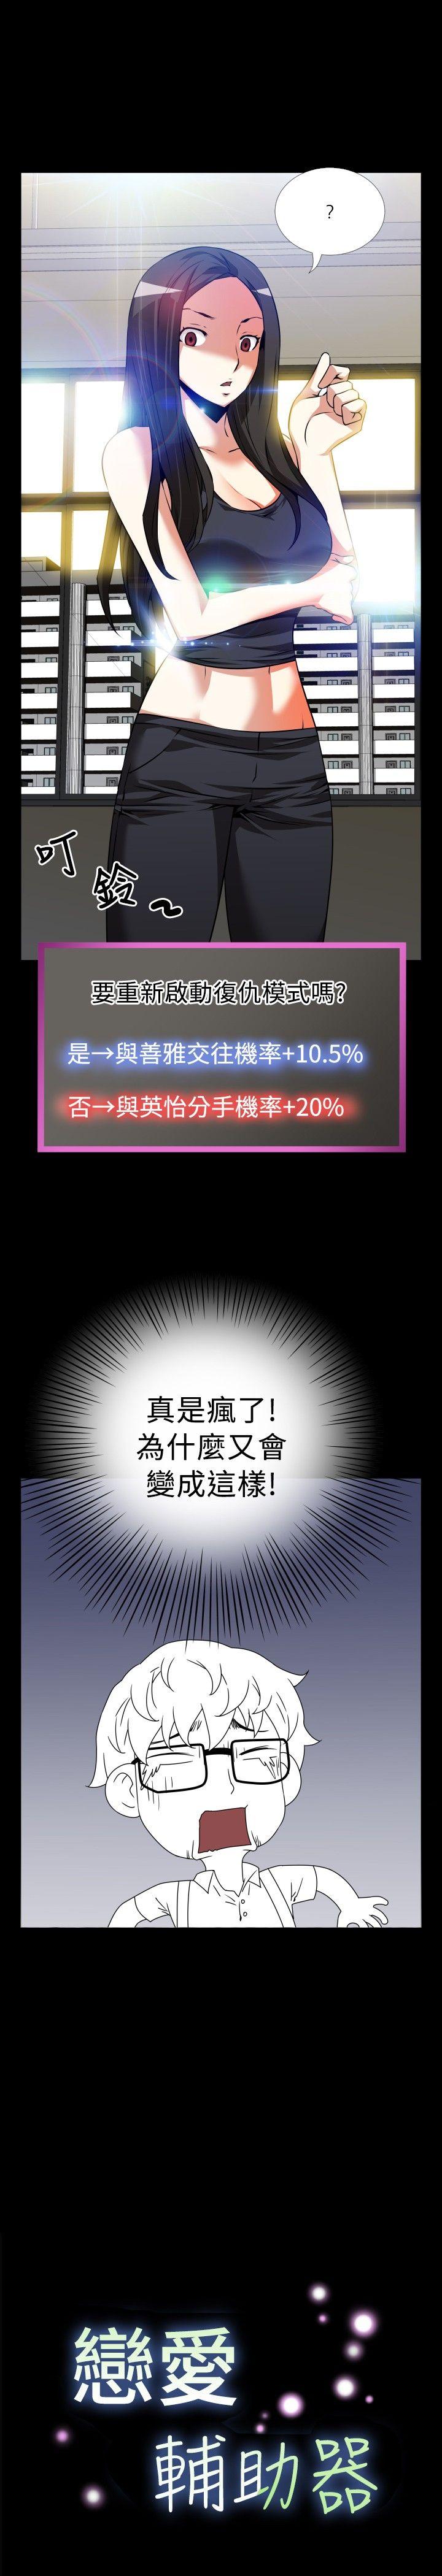 ?
叮
鈴~
要重新啟動復仇模式嗎?
是→與善雅交往機率+10.5%
否→與英怡分手機率+20%
真是瘋了!
為什麼又會
變成這樣!
戀愛
輔助器